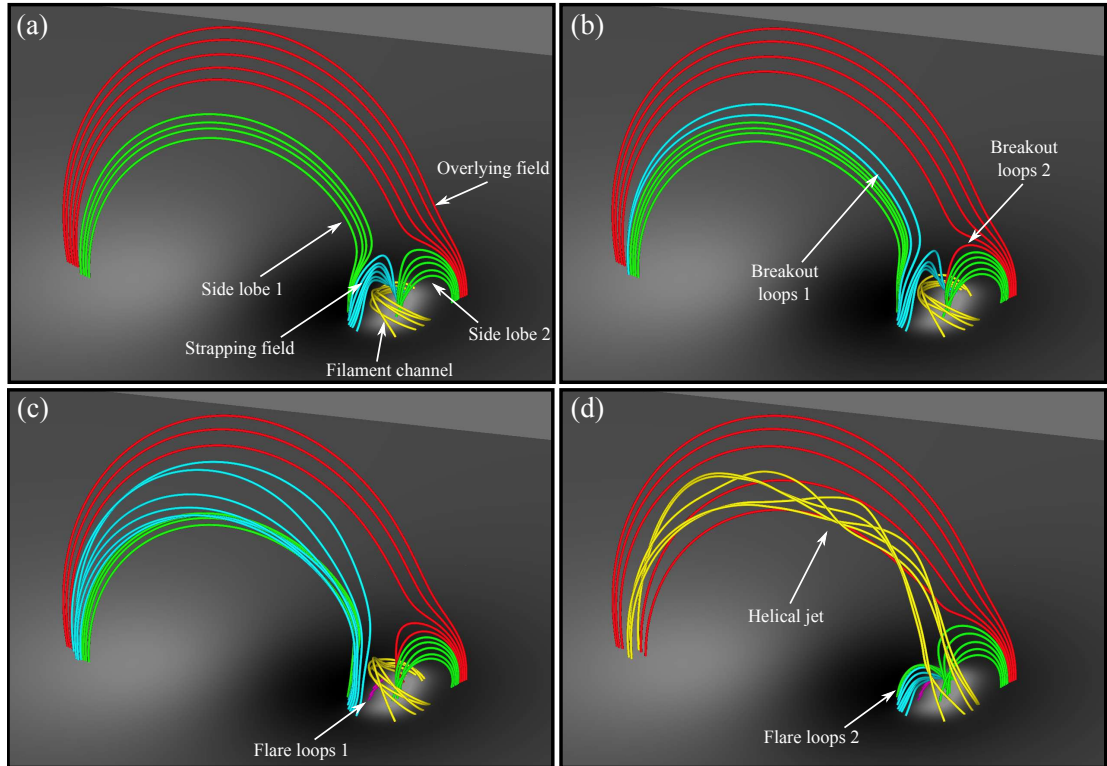 (a)
Overlying field
Side lobe 1
Strapping field
Side lobe 2
Filament channel
(b)
Breakout
loops 2
Breakout
loops 1
(c)
Flare loops 1
(d)
Helical jet
Flare loops 2